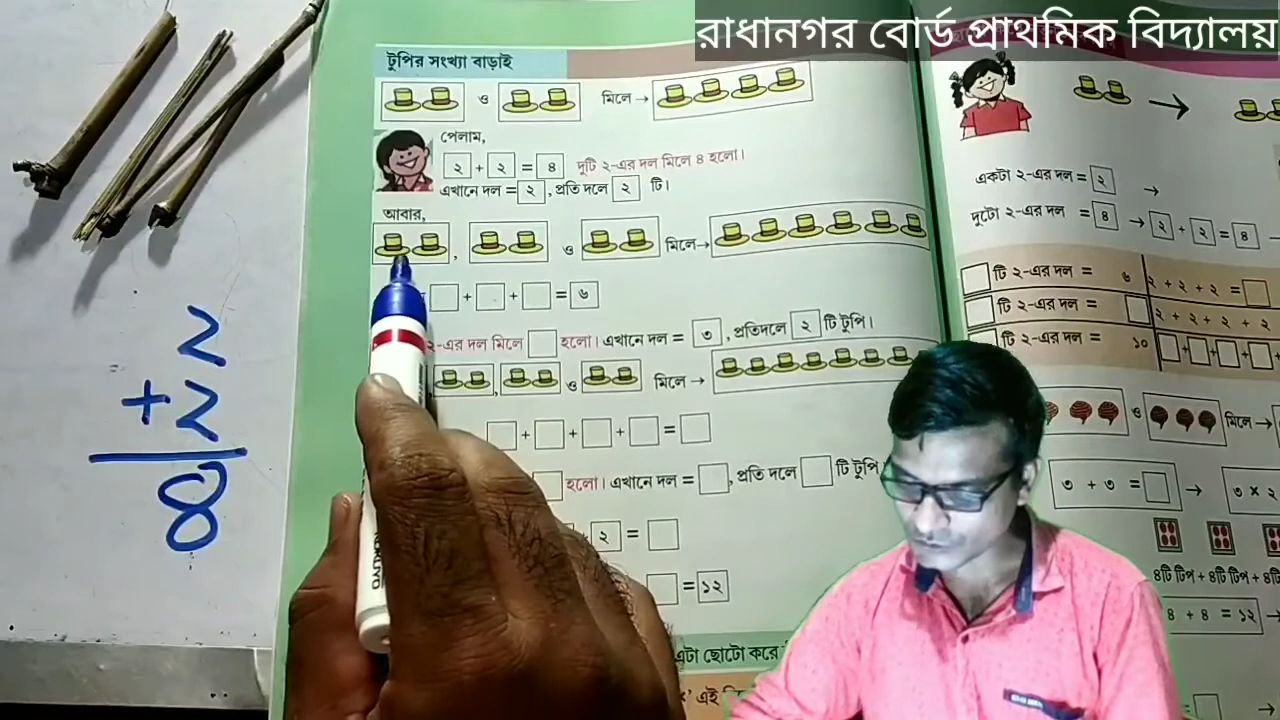 রাধানগর বোর্ড প্রাথমিক বিদ্যালয়
টুপির সংখ্যা বাড়াই
ও মিলে →
পেলাম,
২ + ২ = ৪ দুটি ২-এর দল মিলে ৪ হলো।
এখানে দল = ২, প্রতি দলে ২ টি।
আবার,
, ও মিলে→
+ + = ৬
২-এর দল মিলে হলো। এখানে দল = ৩, প্রতিদলে ২ টি টুপি।
, ও মিলে →
+ + + =
হলো। এখানে দল = , প্রতি দলে টি টুপি
২ =
= ১২
এটা ছোটো করে
এই
২
+ ২
৪
→
একটা ২-এর দল = ২ →
দুটো ২-এর দল = ৪ → ২ + ২ = ৪
টি ২-এর দল = ৬ ২ + ২ + ২ =
টি ২-এর দল = ২ + ২ + ২ + ২
টি ২-এর দল = ১০ + + +
ও মিলে →
৩ + ৩ = → ৩ × ২
৪টি টিপ + ৪টি টিপ + ৪টি
৪ + ৪ = ১২ →